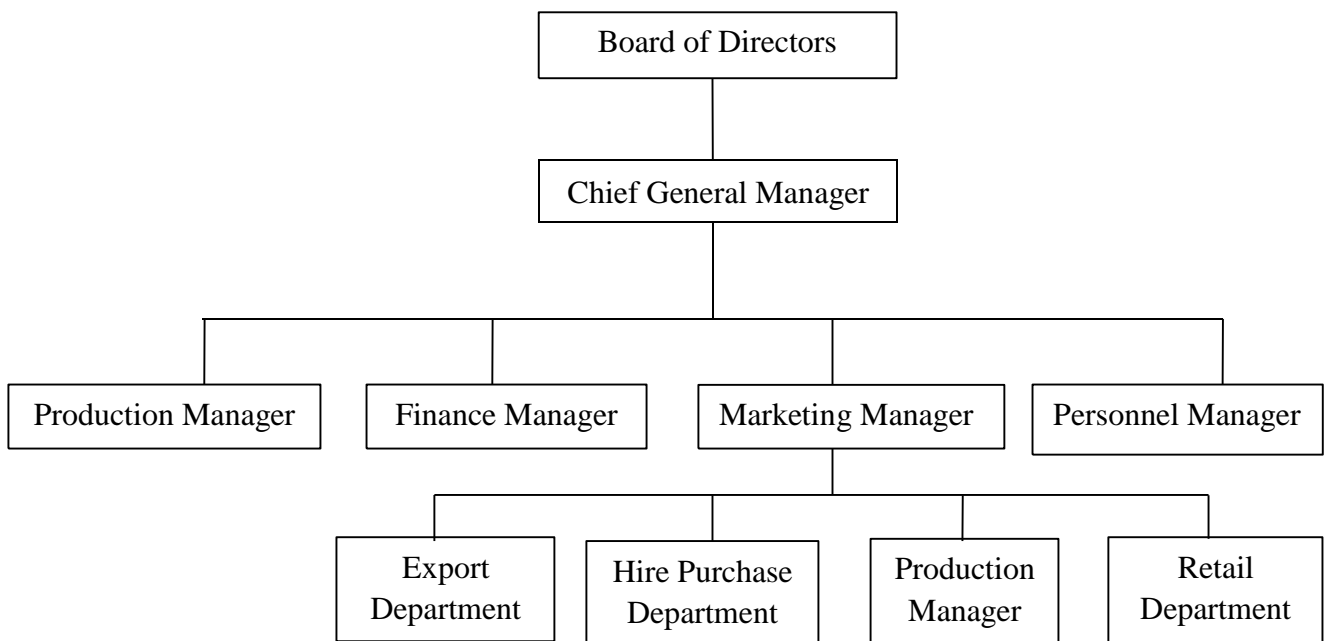 Board of Directors
Chief General Manager
Production Manager
Finance Manager
Marketing Manager
Personnel Manager
Export
Department
Hire Purchase
Department
Production
Manager
Retail
Department